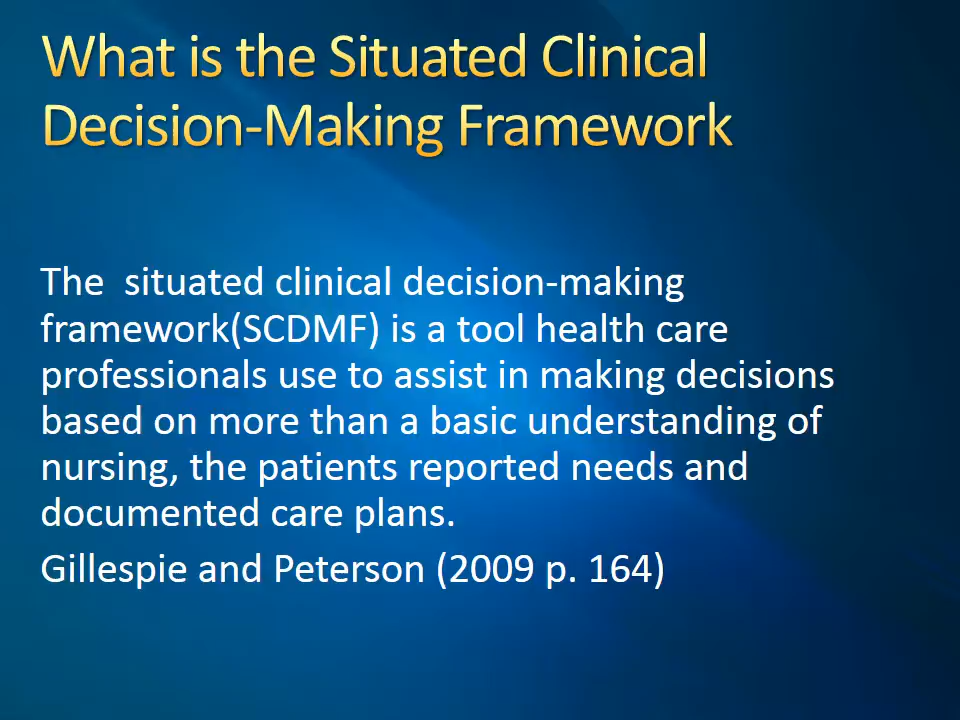 What is the Situated Clinical
Decision-Making Framework
The  situated clinical decision-making
framework(SCDMF) is a tool health care
professionals use to assist in making decisions
based on more than a basic understanding of
nursing, the patients reported needs and
documented care plans.
Gillespie and Peterson (2009 p. 164)